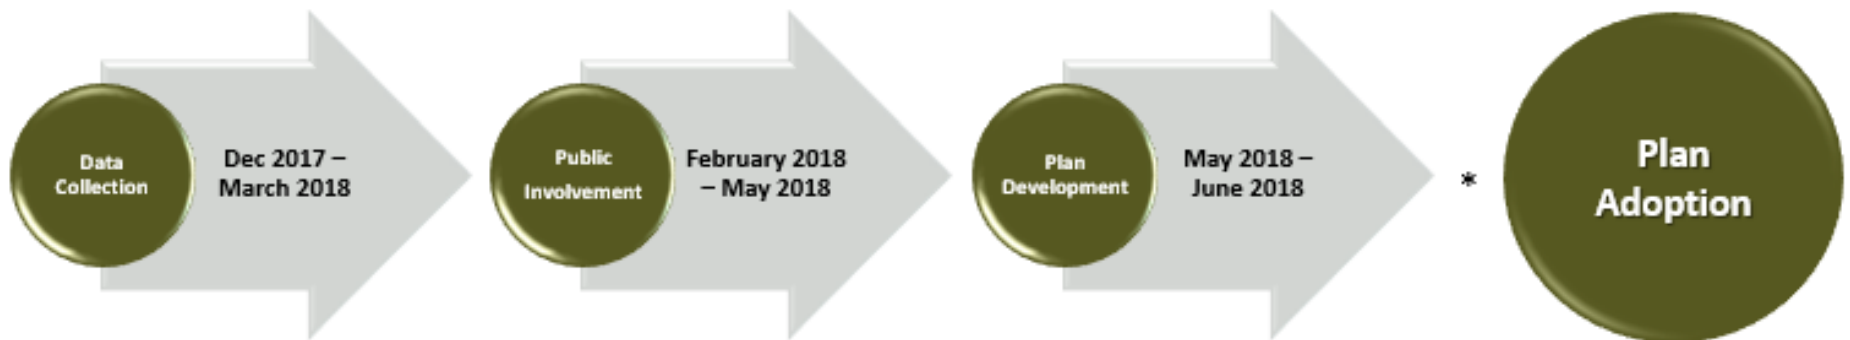 Data
Collection
Dec 2017 –
March 2018
Public
Involvement
February 2018
– May 2018
Plan
Development
May 2018 –
June 2018
*
Plan
Adoption